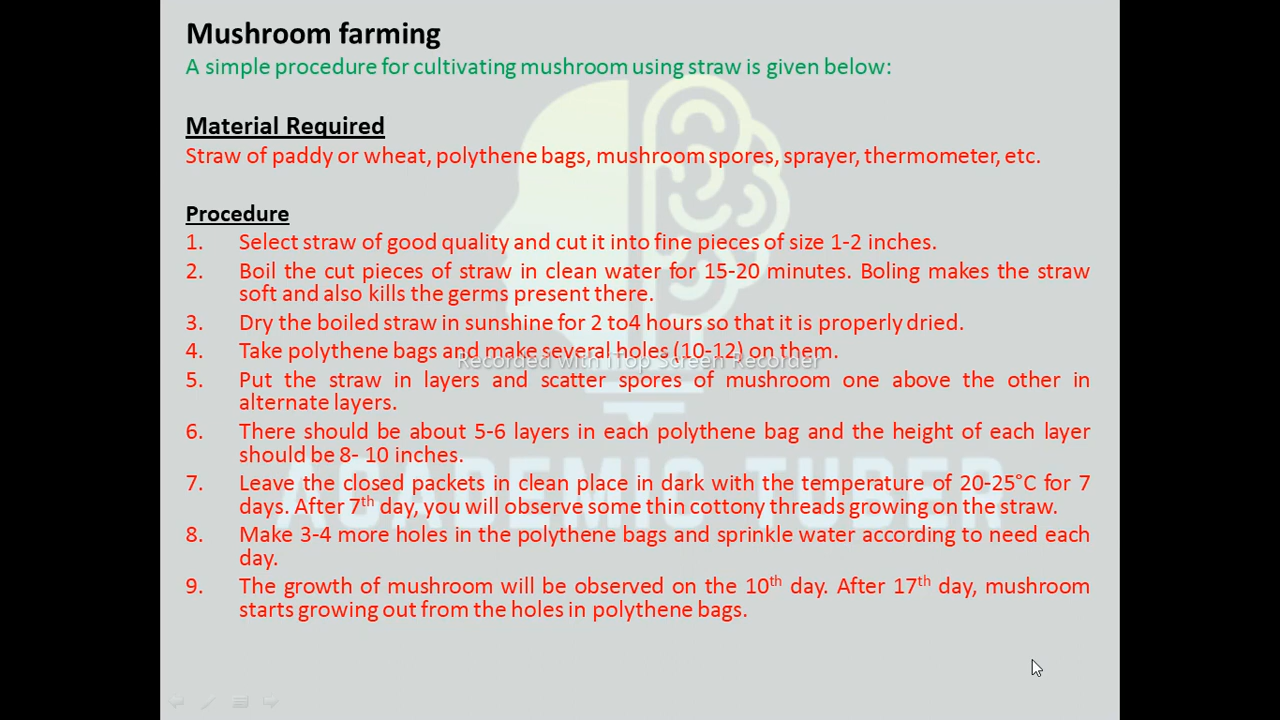 Mushroom farming
A simple procedure for cultivating mushroom using straw is given below:
Material Required
Straw of paddy or wheat, polythene bags, mushroom spores, sprayer, thermometer, etc.
Procedure
1. Select straw of good quality and cut it into fine pieces of size 1-2 inches.
2. Boil the cut pieces of straw in clean water for 15-20 minutes. Boling makes the straw
soft and also kills the germs present there.
3. Dry the boiled straw in sunshine for 2 to4 hours so that it is properly dried.
4. Take polythene bags and make several holes (10-12) on them.
Recorded with iTop Screen Recorder
5. Put the straw in layers and scatter spores of mushroom one above the other in
alternate layers.
6. There should be about 5-6 layers in each polythene bag and the height of each layer
should be 8- 10 inches.
7. Leave the closed packets in clean place in dark with the temperature of 20-25°C for 7
days. After 7th day, you will observe some thin cottony threads growing on the straw.
ACADEMIC TUBER
8. Make 3-4 more holes in the polythene bags and sprinkle water according to need each
day.
9. The growth of mushroom will be observed on the 10th day. After 17th day, mushroom
starts growing out from the holes in polythene bags.